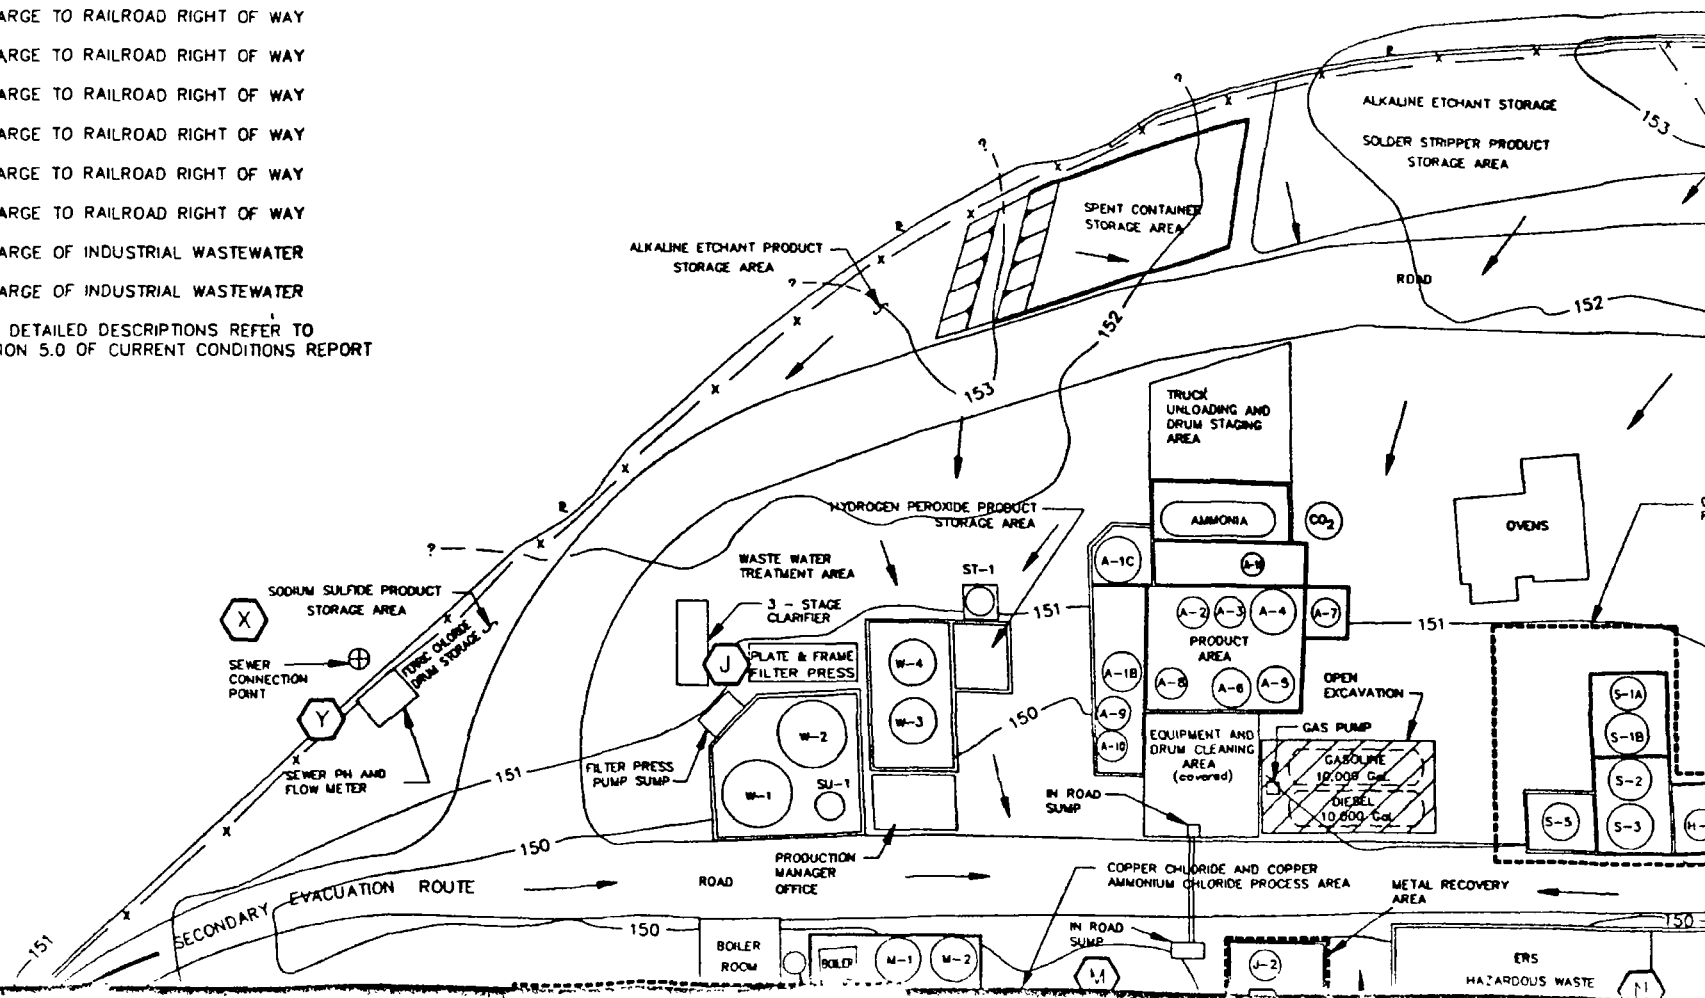 ARGE TO RAILROAD RIGHT OF WAY
ARGE TO RAILROAD RIGHT OF WAY
ARGE TO RAILROAD RIGHT OF WAY
ARGE TO RAILROAD RIGHT OF WAY
ARGE TO RAILROAD RIGHT OF WAY
ARGE TO RAILROAD RIGHT OF WAY
ARGE OF INDUSTRIAL WASTEWATER
ARGE OF INDUSTRIAL WASTEWATER
DETAILED DESCRIPTIONS REFER TO
ION 5.0 OF CURRENT CONDITIONS REPORT
ALKALINE ETCHANT STORAGE
SOLDER STRIPPER PRODUCT
STORAGE AREA
153
?
?
R
SPENT CONTAINER
STORAGE AREA
R
ALKALINE ETCHANT PRODUCT
STORAGE AREA
?
ROAD
152
152
153
TRUCK
UNLOADING AND
DRUM STAGING
AREA
R
HYDROGEN PEROXIDE PRODUCT
STORAGE AREA
AMMONIA
CO2
OVENS
?
WASTE WATER
TREATMENT AREA
ST-1
A-1C
SODIUM SULFIDE PRODUCT
STORAGE AREA
X
3 - STAGE
CLARIFIER
151
A-2
A-3
A-4
A-7
151
PRODUCT
AREA
FERRIC CHLORIDE
DRUM STORAGE
SEWER
CONNECTION
POINT
J
PLATE & FRAME
FILTER PRESS
W-4
A-1B
A-8
A-6
A-5
OPEN
EXCAVATION
S-1A
Y
W-3
150
A-9
A-10
W-2
S-1B
GAS PUMP
EQUIPMENT AND
DRUM CLEANING
AREA
(covered)
SEWER PH AND
FLOW METER
151
FILTER PRESS
PUMP SUMP
W-1
SU-1
GASOLINE
10,000 Gal.
DIESEL
10,000 Gal.
S-2
IN ROAD
SUMP
S-5
S-3
H-
150
PRODUCTION
MANAGER
OFFICE
ROAD
COPPER CHLORIDE AND COPPER
AMMONIUM CHLORIDE PROCESS AREA
METAL RECOVERY
AREA
SECONDARY EVACUATION ROUTE
151
150
IN ROAD
SUMP
150
BOILER
ROOM
BOILER
M-1
M-2
M
J-2
ERS
HAZARDOUS WASTE
N